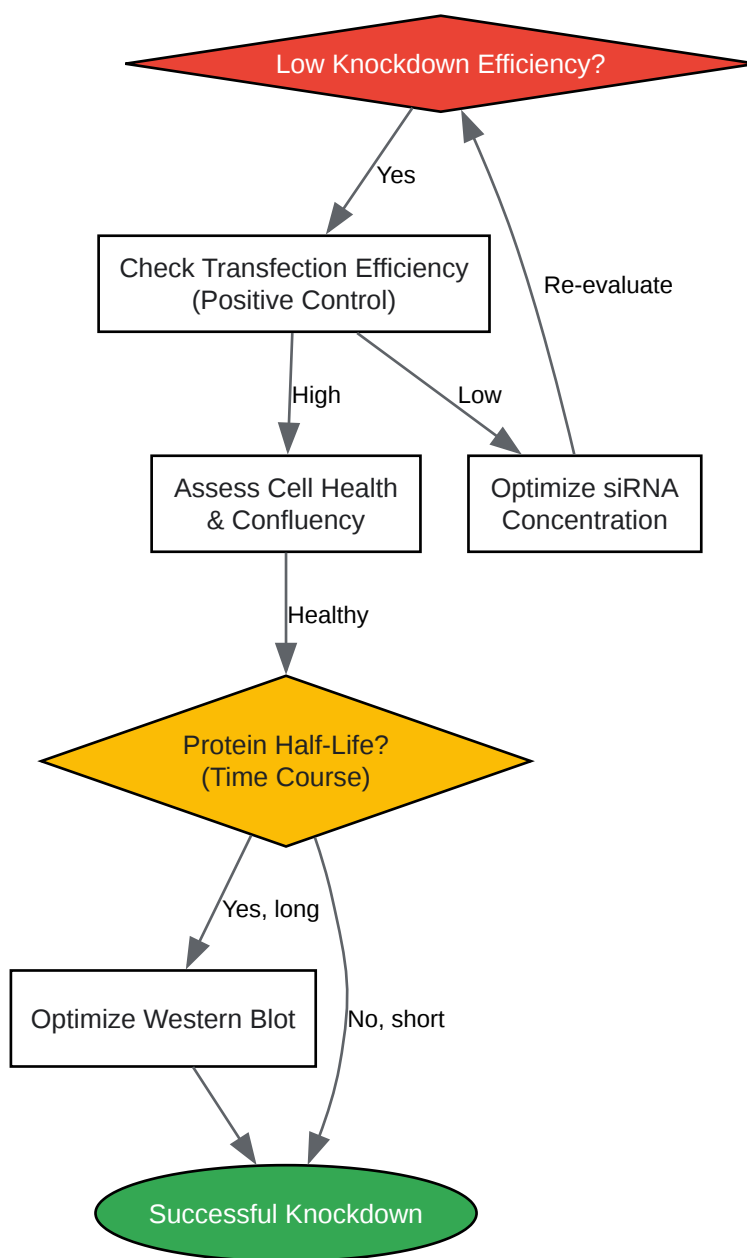 Low Knockdown Efficiency?
Yes
Check Transfection Efficiency
(Positive Control)
Re-evaluate
High
Low
Assess Cell Health
& Confluency
Optimize siRNA
Concentration
Healthy
Protein Half-Life?
(Time Course)
Yes, long
Optimize Western Blot
No, short
Successful Knockdown